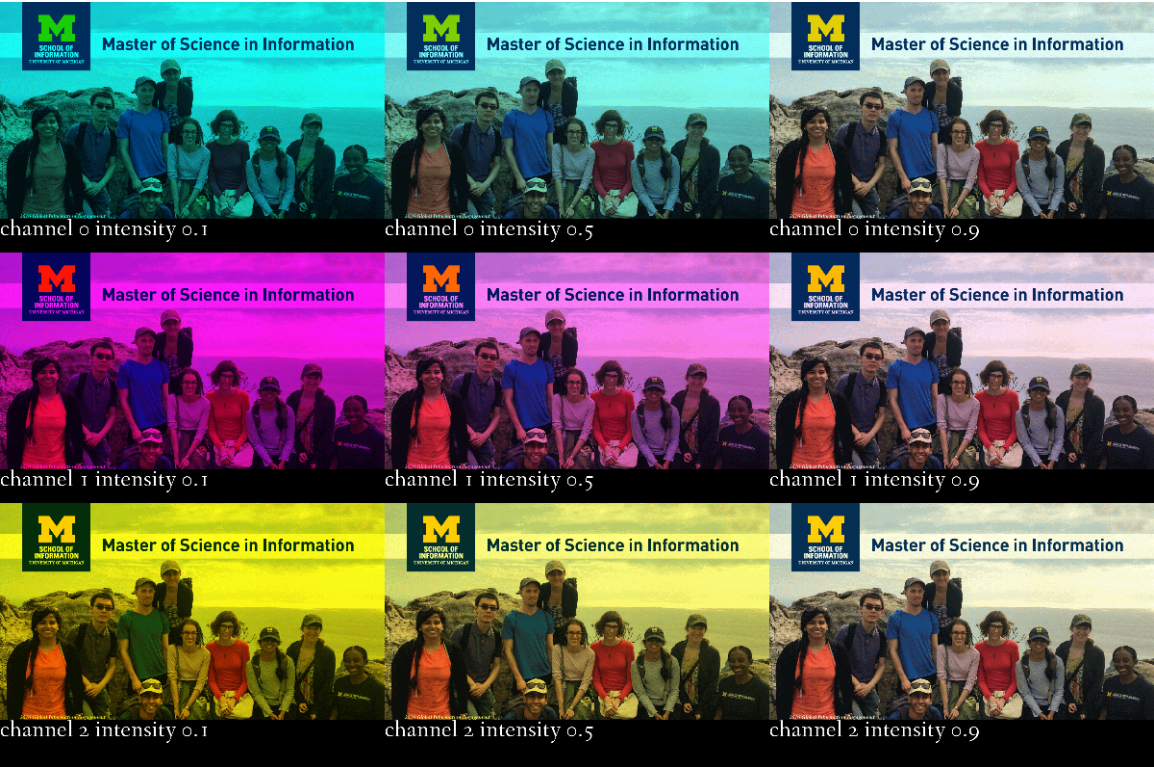 M M M
SCHOOL OF INFORMATION Master of Science in Information SCHOOL OF INFORMATION Master of Science in Information SCHOOL OF INFORMATION Master of Science in Information
UNIVERSITY OF MICHIGAN UNIVERSITY OF MICHIGAN UNIVERSITY OF MICHIGAN
channel 0 intensity 0.1 channel 0 intensity 0.5 channel 0 intensity 0.9
M M M
SCHOOL OF INFORMATION Master of Science in Information SCHOOL OF INFORMATION Master of Science in Information SCHOOL OF INFORMATION Master of Science in Information
UNIVERSITY OF MICHIGAN UNIVERSITY OF MICHIGAN UNIVERSITY OF MICHIGAN
channel 1 intensity 0.1 channel 1 intensity 0.5 channel 1 intensity 0.9
M M M
SCHOOL OF INFORMATION Master of Science in Information SCHOOL OF INFORMATION Master of Science in Information SCHOOL OF INFORMATION Master of Science in Information
UNIVERSITY OF MICHIGAN UNIVERSITY OF MICHIGAN UNIVERSITY OF MICHIGAN
channel 2 intensity 0.1 channel 2 intensity 0.5 channel 2 intensity 0.9